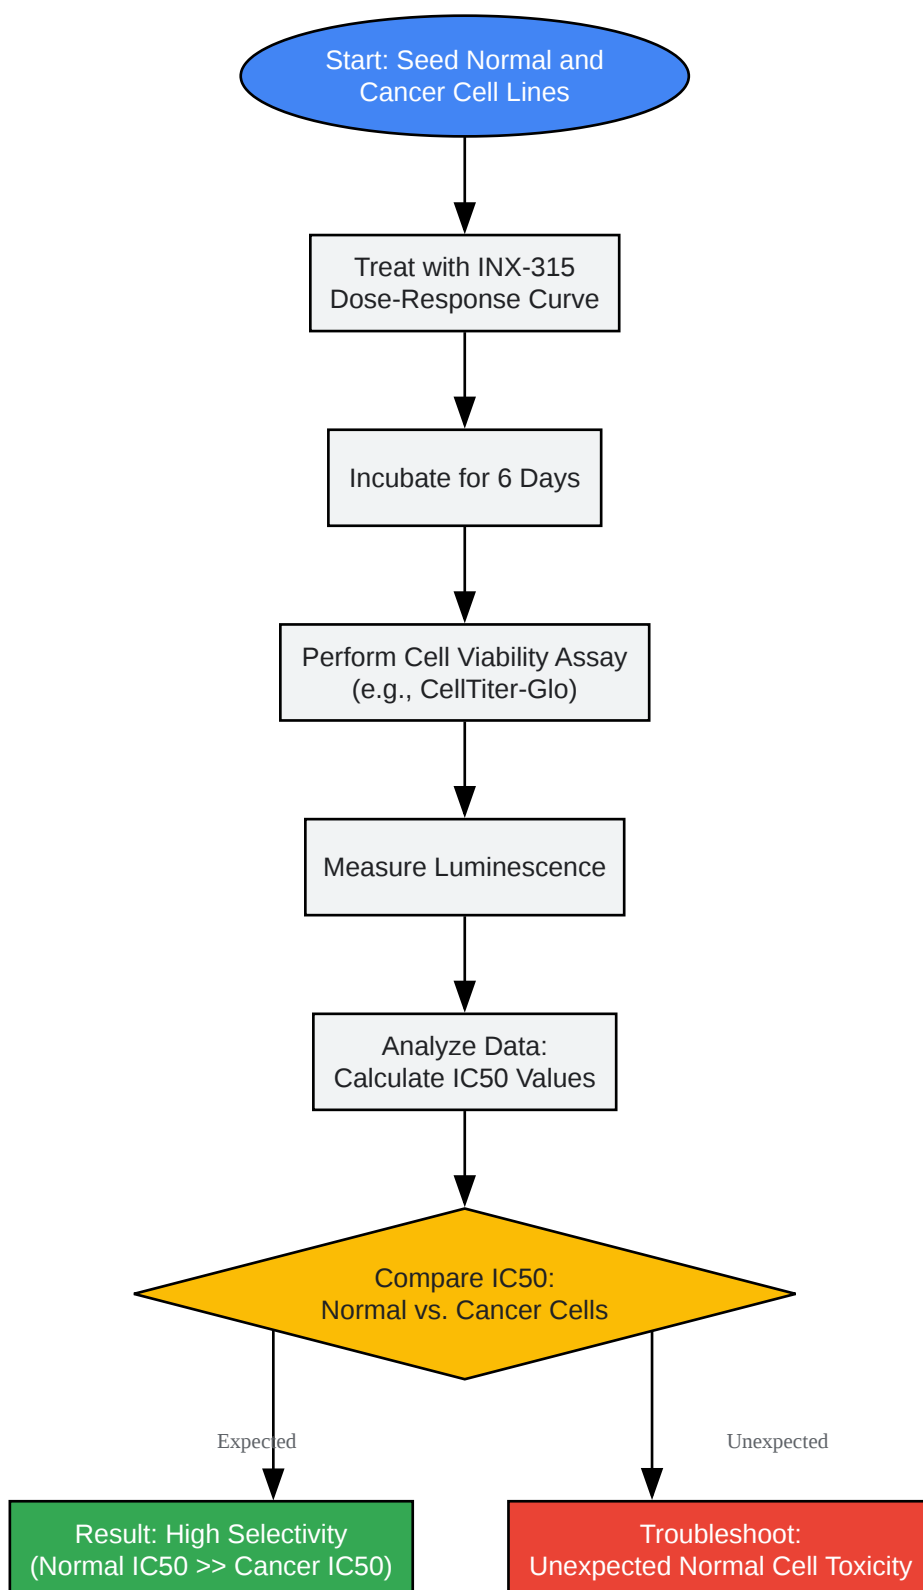 Start: Seed Normal and
Cancer Cell Lines
Treat with INX-315
Dose-Response Curve
Incubate for 6 Days
Perform Cell Viability Assay
(e.g., CellTiter-Glo)
Measure Luminescence
Analyze Data:
Calculate IC50 Values
Compare IC50:
Normal vs. Cancer Cells
Expected
Unexpected
Result: High Selectivity
(Normal IC50 >> Cancer IC50)
Troubleshoot:
Unexpected Normal Cell Toxicity